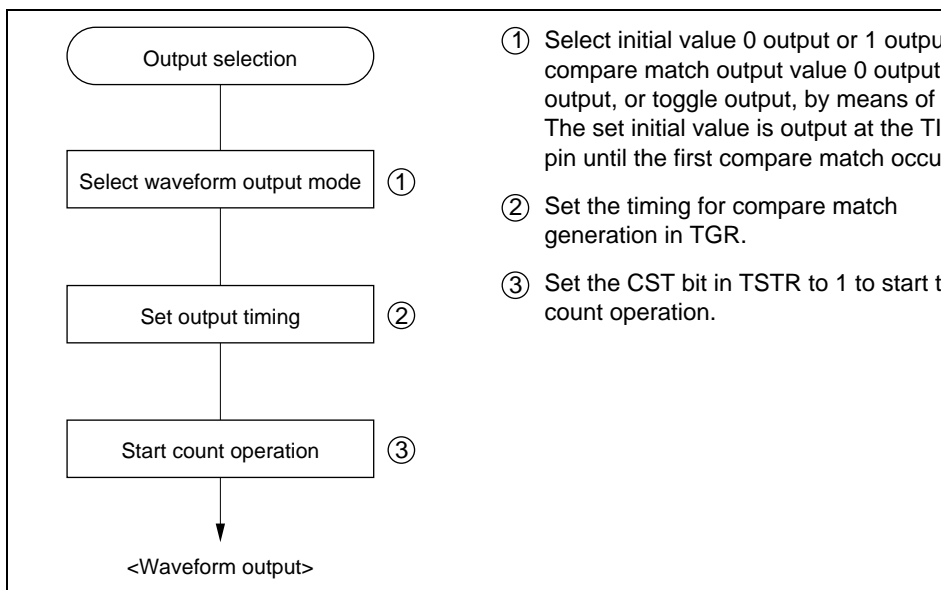 Output selection
Select waveform output mode ①
Set output timing ②
Start count operation ③
<Waveform output>
① Select initial value 0 output or 1
compare match output value 0 output
output, or toggle output, by means of
The set initial value is output at the
pin until the first compare match
② Set the timing for compare match
generation in TGR.
③ Set the CST bit in TSTR to 1 to start
count operation.